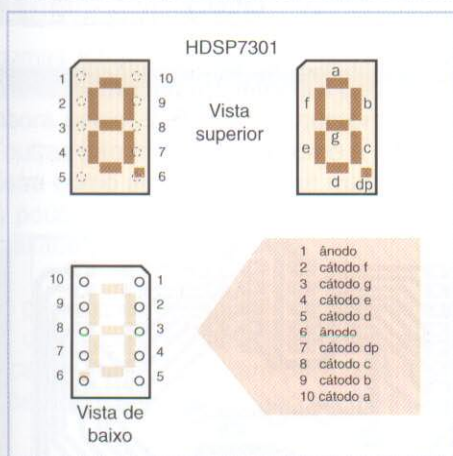 HDSP7301
1 10
2 9
3 8
4 7
5 6
Vista
superior
a
f b
g
e c
d dp
10 1
9 2
8 3
7 4
6 5
Vista de
baixo
1 ânodo
2 cátodo f
3 cátodo g
4 cátodo e
5 cátodo d
6 ânodo
7 cátodo dp
8 cátodo c
9 cátodo b
10 cátodo a